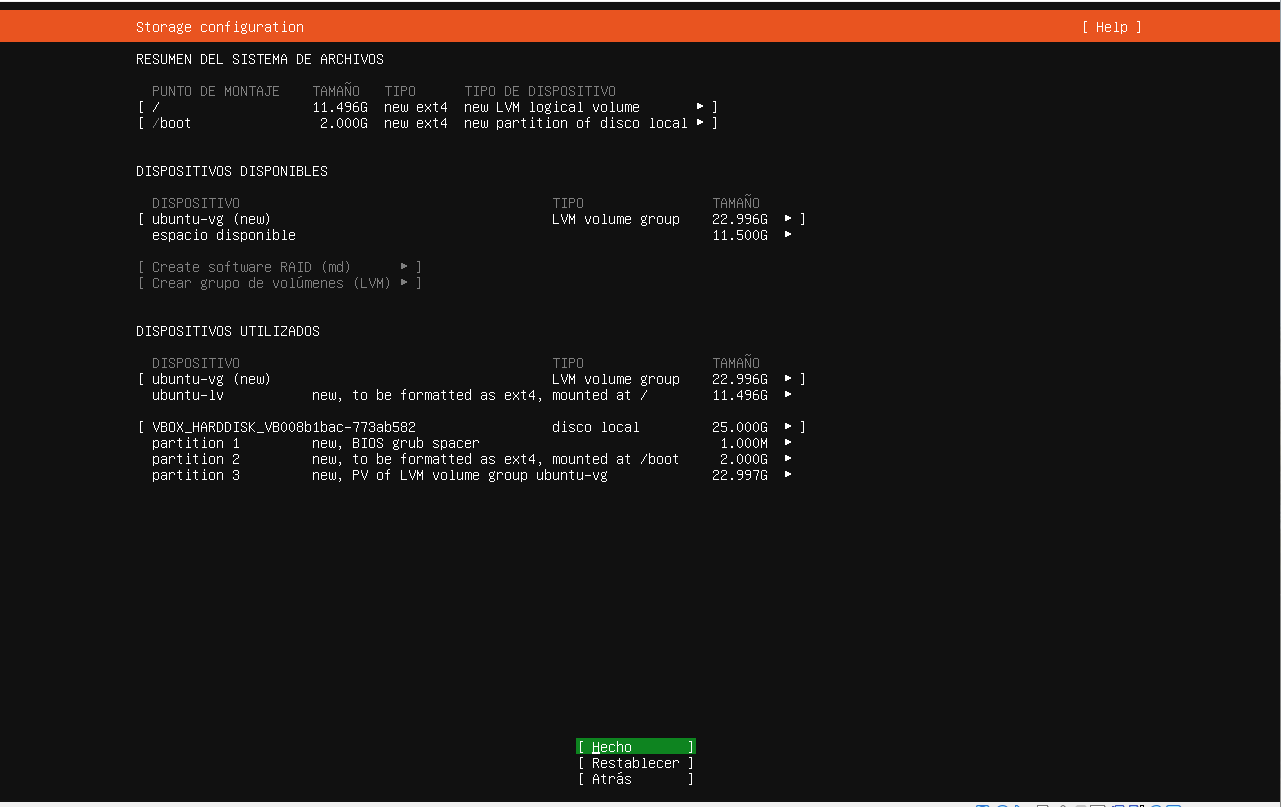 Storage configuration [ Help ]
RESUMEN DEL SISTEMA DE ARCHIVOS
PUNTO DE MONTAJE TAMAÑO TIPO TIPO DE DISPOSITIVO
[ / 11.496G new ext4 new LVM logical volume ▸ ]
[ /boot 2.000G new ext4 new partition of disco local ▸ ]
DISPOSITIVOS DISPONIBLES
DISPOSITIVO TIPO TAMAÑO
[ ubuntu-vg (new) LVM volume group 22.996G ▸ ]
espacio disponible 11.500G ▸
[ Create software RAID (md) ▸ ]
[ Crear grupo de volúmenes (LVM) ▸ ]
DISPOSITIVOS UTILIZADOS
DISPOSITIVO TIPO TAMAÑO
[ ubuntu-vg (new) LVM volume group 22.996G ▸ ]
ubuntu-lv new, to be formatted as ext4, mounted at / 11.496G ▸
[ VBOX_HARDDISK_VB008b1bac-773ab582 disco local 25.000G ▸ ]
partition 1 new, BIOS grub spacer 1.000M ▸
partition 2 new, to be formatted as ext4, mounted at /boot 2.000G ▸
partition 3 new, PV of LVM volume group ubuntu-vg 22.997G ▸
[ Hecho ]
[ Restablecer ]
[ Atrás ]